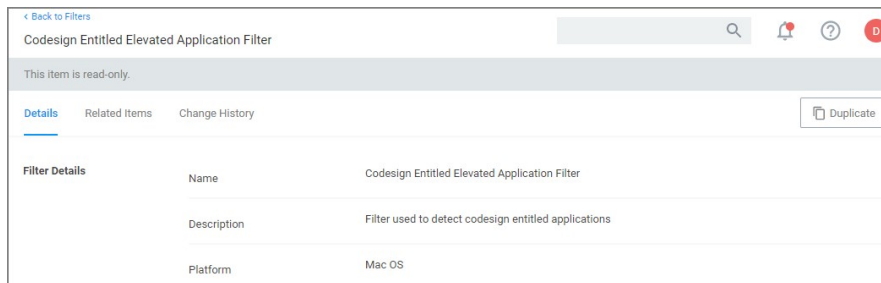 ‹ Back to Filters
Codesign Entitled Elevated Application Filter
D
This item is read-only.
Details Related Items Change History Duplicate
Filter Details
Name Codesign Entitled Elevated Application Filter
Description Filter used to detect codesign entitled applications
Platform Mac OS